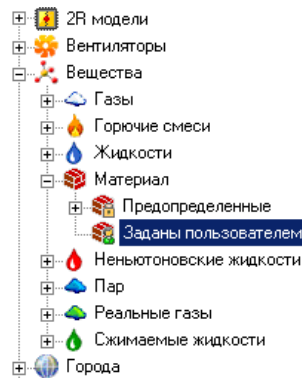 2R модели
Вентиляторы
Вещества
Газы
Горючие смеси
Жидкости
Материал
Предопределенные
Заданы пользователем
Неньютоновские жидкости
Пар
Реальные газы
Сжимаемые жидкости
Города